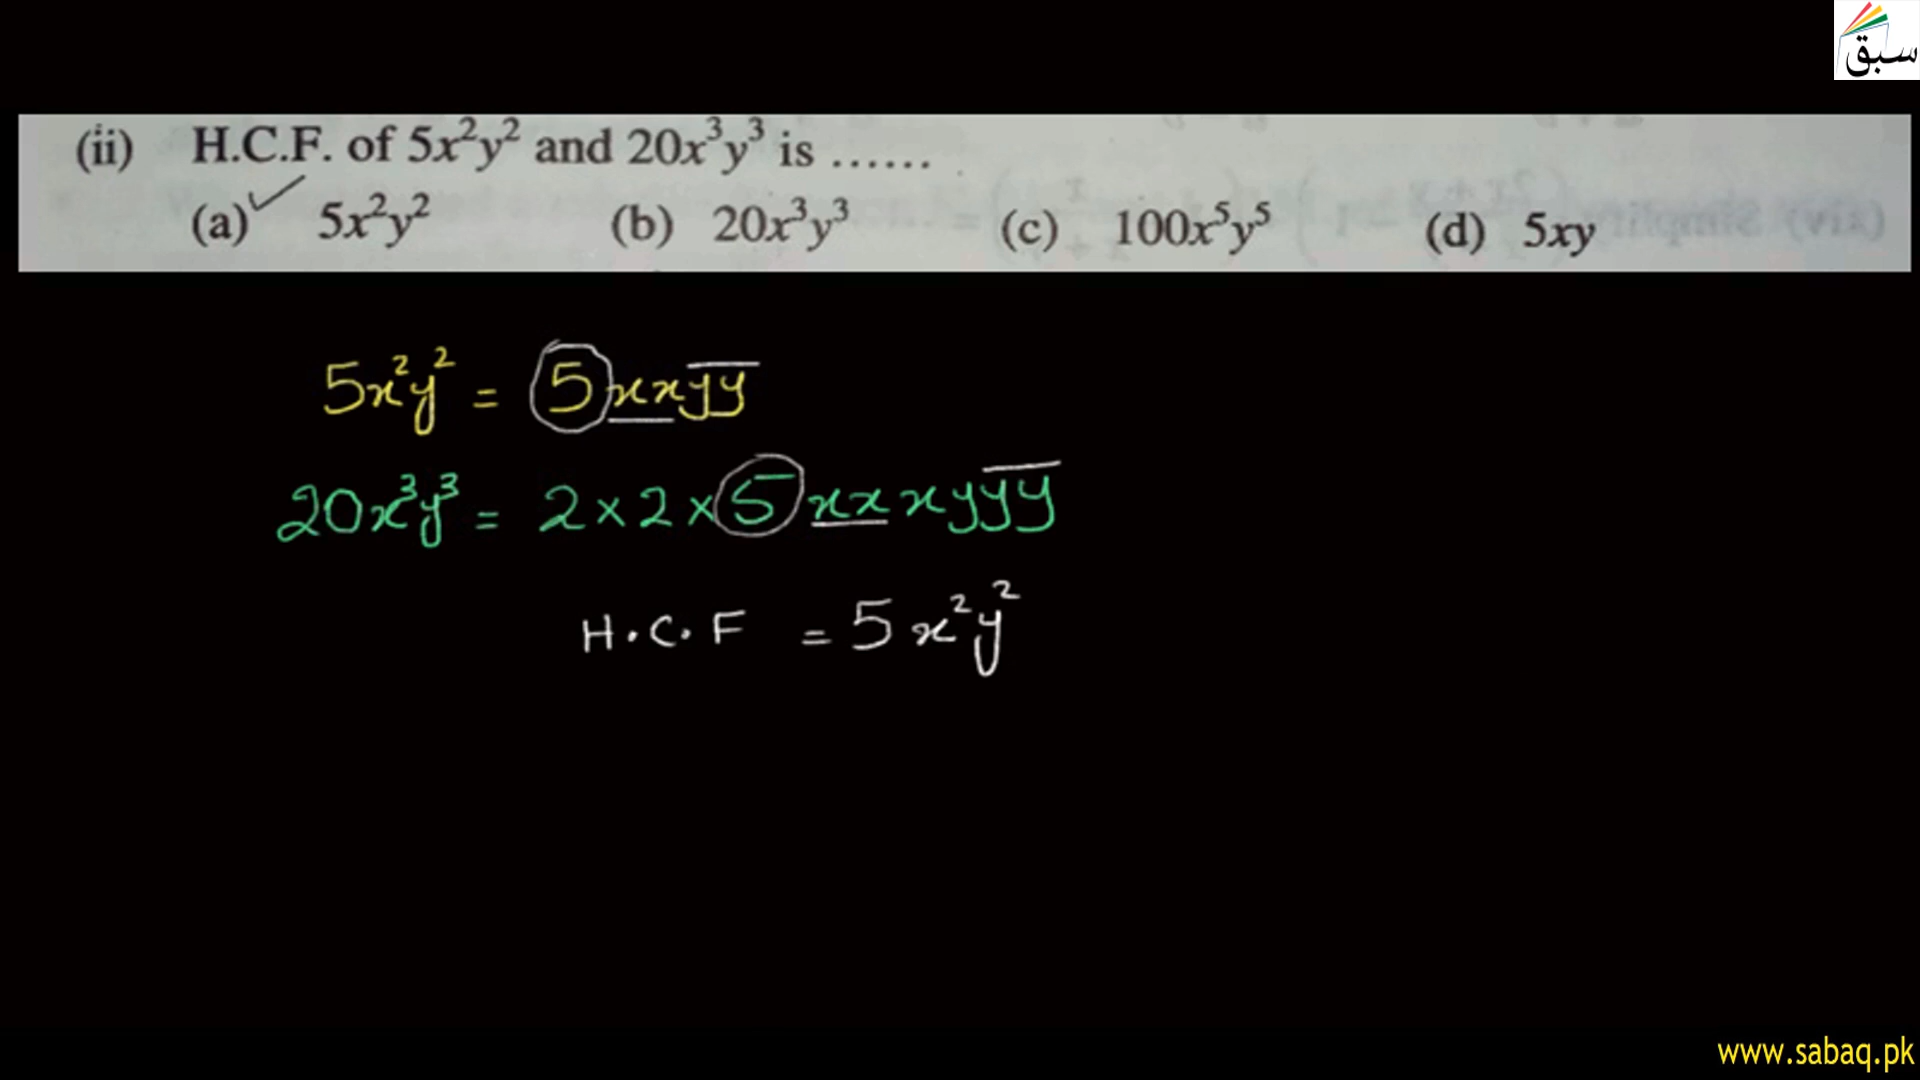 سبق
(ii) H.C.F. of 5x²y² and 20x³y³ is ......
(a) ✓ 5x²y² (b) 20x³y³ (c) 100x⁵y⁵ (d) 5xy
5x²y² = 5xxyy
20x³y³ = 2×2×5xxxyyy
H.C.F = 5x²y²
www.sabaq.pk